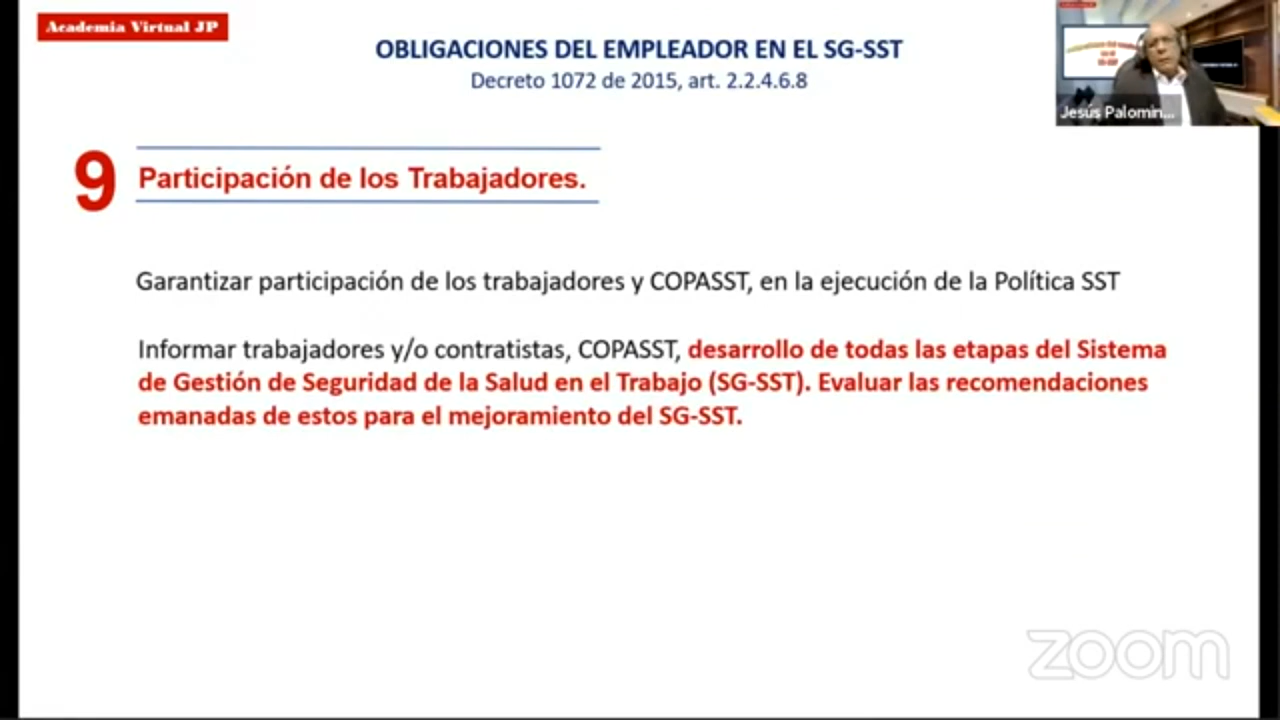 Academia Virtual JP
OBLIGACIONES DEL EMPLEADOR EN EL SG-SST
Decreto 1072 de 2015, art. 2.2.4.6.8
Jesús Palomin...
9
Participación de los Trabajadores.
Garantizar participación de los trabajadores y COPASST, en la ejecución de la Política SST
Informar trabajadores y/o contratistas, COPASST, desarrollo de todas las etapas del Sistema
de Gestión de Seguridad de la Salud en el Trabajo (SG-SST). Evaluar las recomendaciones
emanadas de estos para el mejoramiento del SG-SST.
zoom